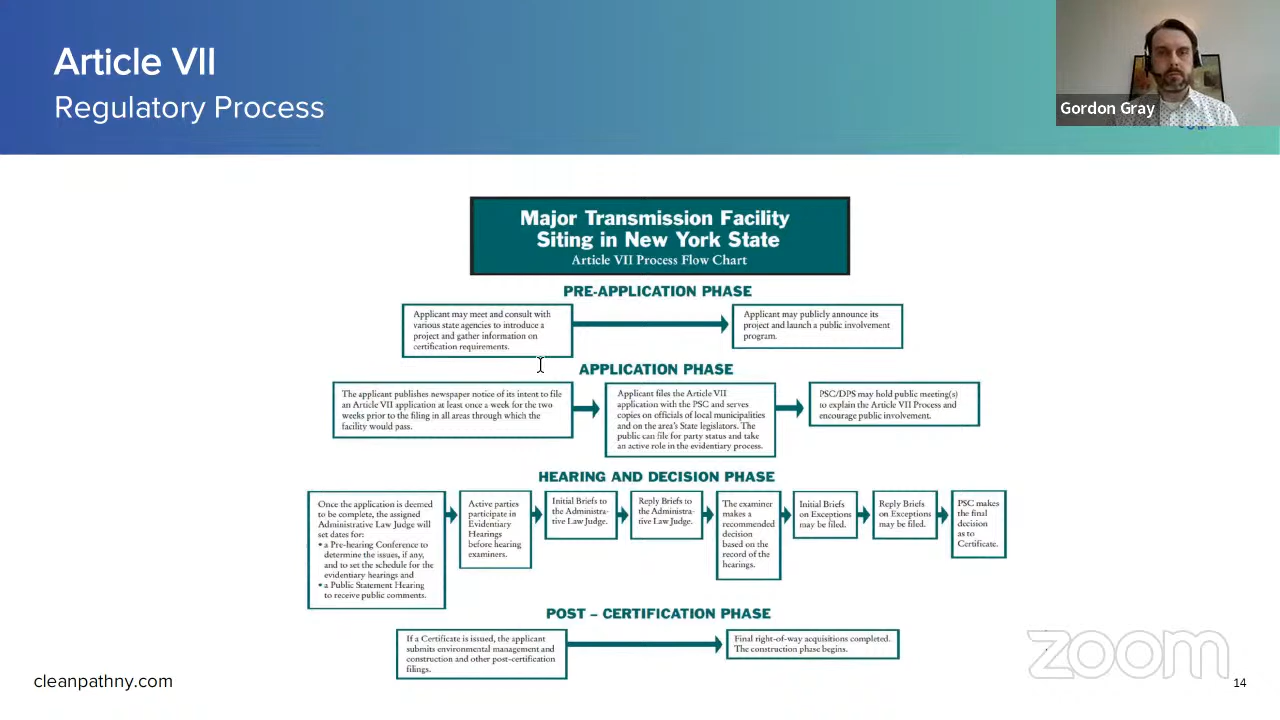 Article VII
Regulatory Process
Gordon Gray
Major Transmission Facility
Siting in New York State
Article VII Process Flow Chart
PRE-APPLICATION PHASE
Applicant may meet and consult with
various state agencies to introduce a
project and gather information on
certification requirements.
Applicant may publicly announce its
project and launch a public involvement
program.
APPLICATION PHASE
The applicant publishes newspaper notice of its intent to file
an Article VII application at least once a week for the two
weeks prior to the filing in all areas through which the
facility would pass.
Applicant files the Article VII
application with the PSC and serves
copies on officials of local municipalities
and on the area's State legislators. The
public can file for party status and take
an active role in the evidentiary process.
PSC/DPS may hold public meeting(s)
to explain the Article VII Process and
encourage public involvement.
HEARING AND DECISION PHASE
Once the application is deemed
to be complete, the assigned
Administrative Law Judge will
set dates for:
• a Pre-hearing Conference to
determine the issues, if any,
and to set the schedule for the
evidentiary hearings and
• a Public Statement Hearing
to receive public comments.
Active parties
participate in
Evidentiary
Hearings
before hearing
examiners.
Initial Briefs to
the Administra-
tive Law Judge.
Reply Briefs to
the Administra-
tive Law Judge.
The examiner
makes a
recommended
decision
based on the
record of the
hearings.
Initial Briefs
on Exceptions
may be filed.
Reply Briefs
on Exceptions
may be filed.
PSC makes
the final
decision
as to
Certificate.
POST – CERTIFICATION PHASE
If a Certificate is issued, the applicant
submits environmental management and
construction and other post-certification
filings.
Final right-of-way acquisitions completed.
The construction phase begins.
zoom
cleanpathny.com
14